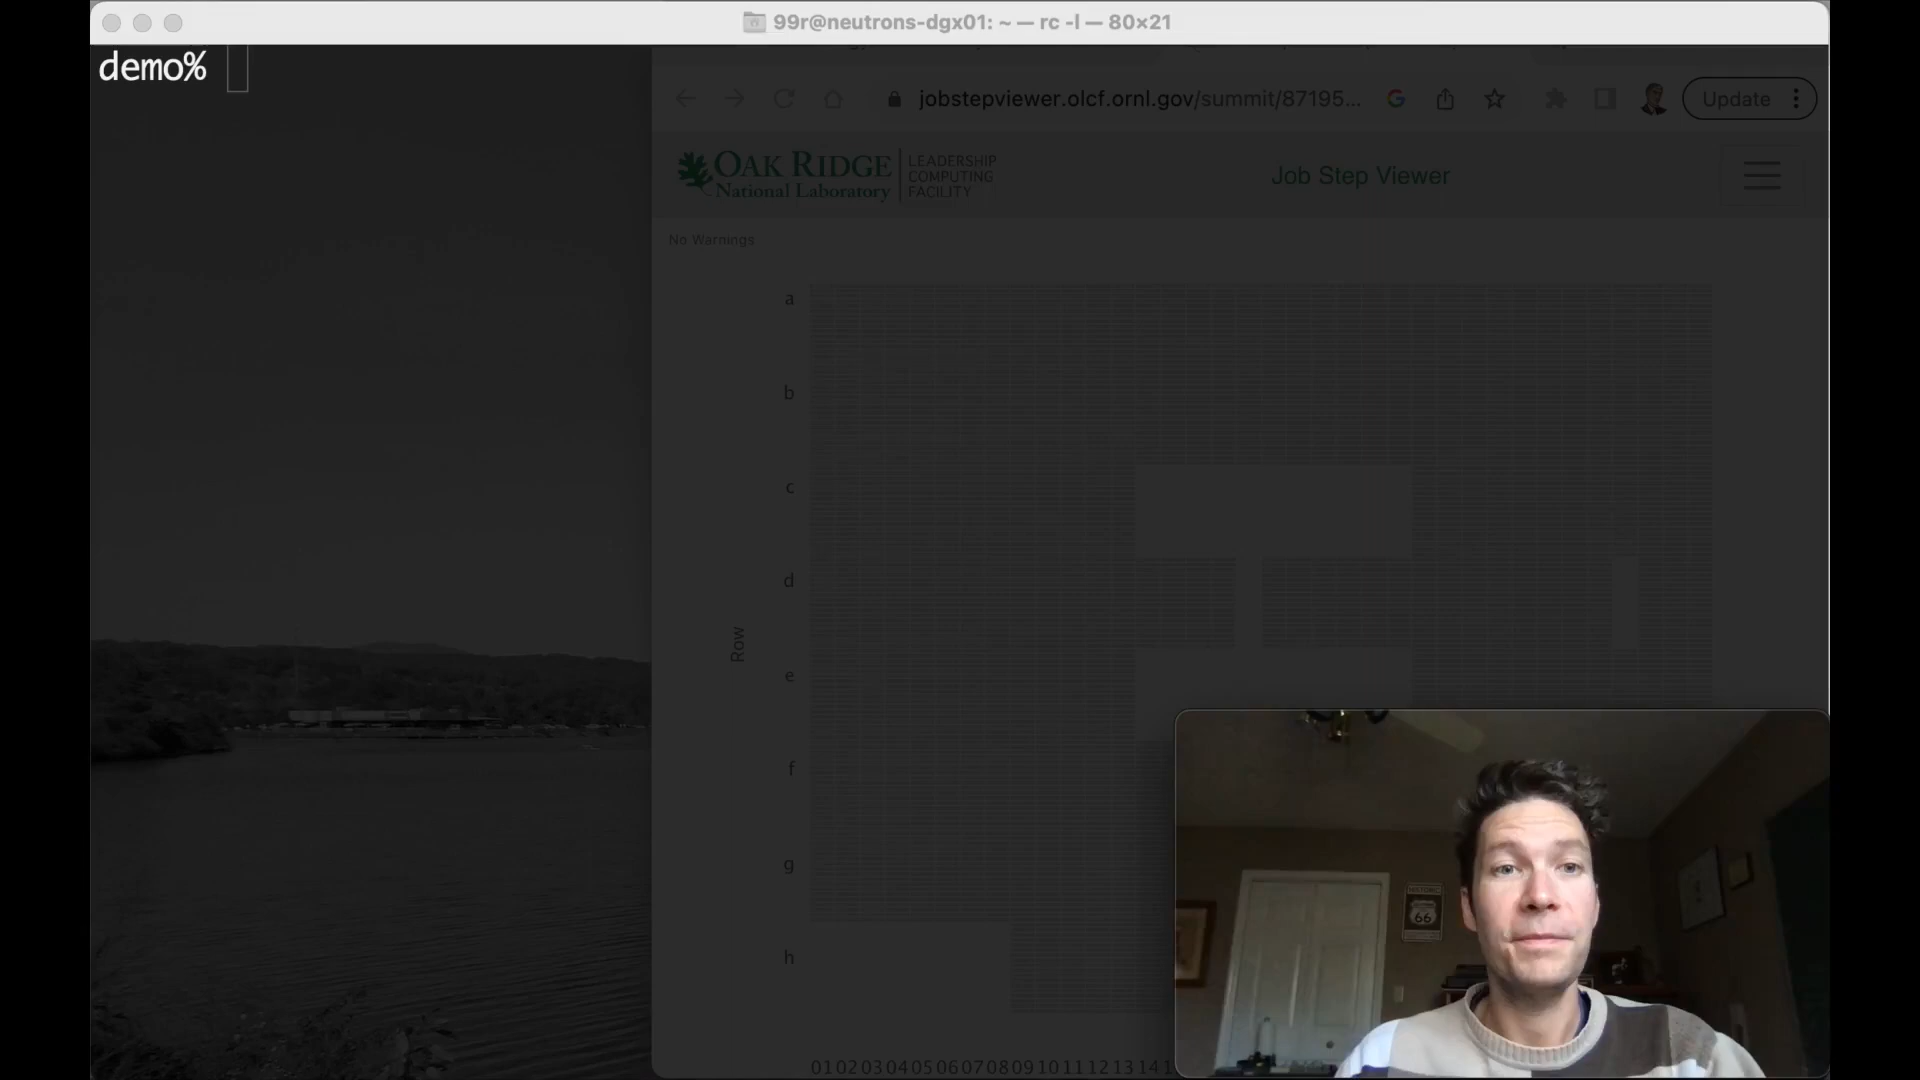 99r@neutrons-dgx01: ~ — rc -l — 80×21
demo%
jobstepviewer.olcf.ornl.gov/summit/87195...
Update
OAK RIDGE
National Laboratory
LEADERSHIP
COMPUTING
FACILITY
Job Step Viewer
No Warnings
a
b
c
d
Row
e
f
g
h
01 02 03 04 05 06 07 08 09 10 11 12 13 14 1
HISTORIC
66